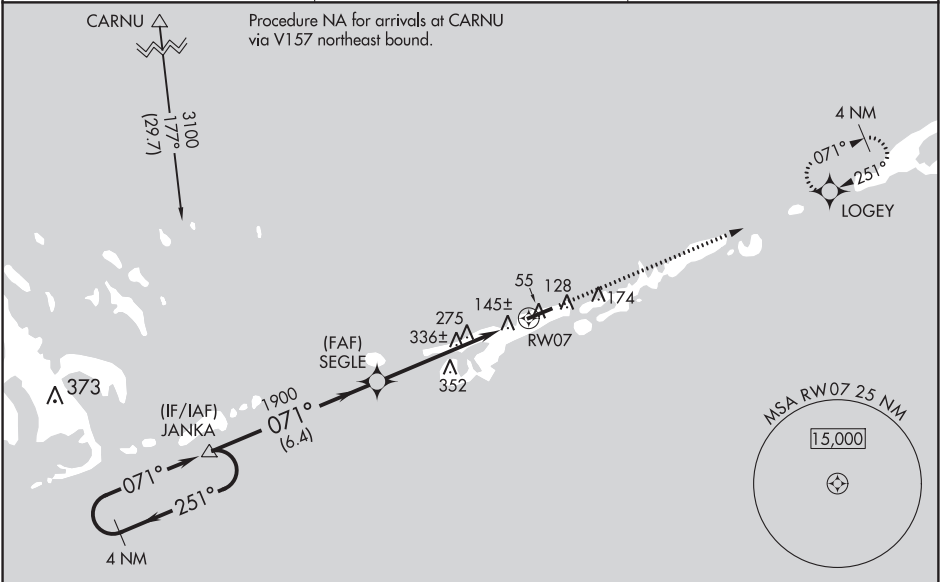 CARNU
Procedure NA for arrivals at CARNU
via V157 northeast bound.
3100
177°
(29.7)
4 NM
071°
251°
LOGEY
55
128
174
145±
275
336±
RW07
(FAF)
SEGLE
352
373
1900
071°
(6.4)
(IF/IAF)
JANKA
071°
251°
4 NM
MSA RW07 25 NM
15,000